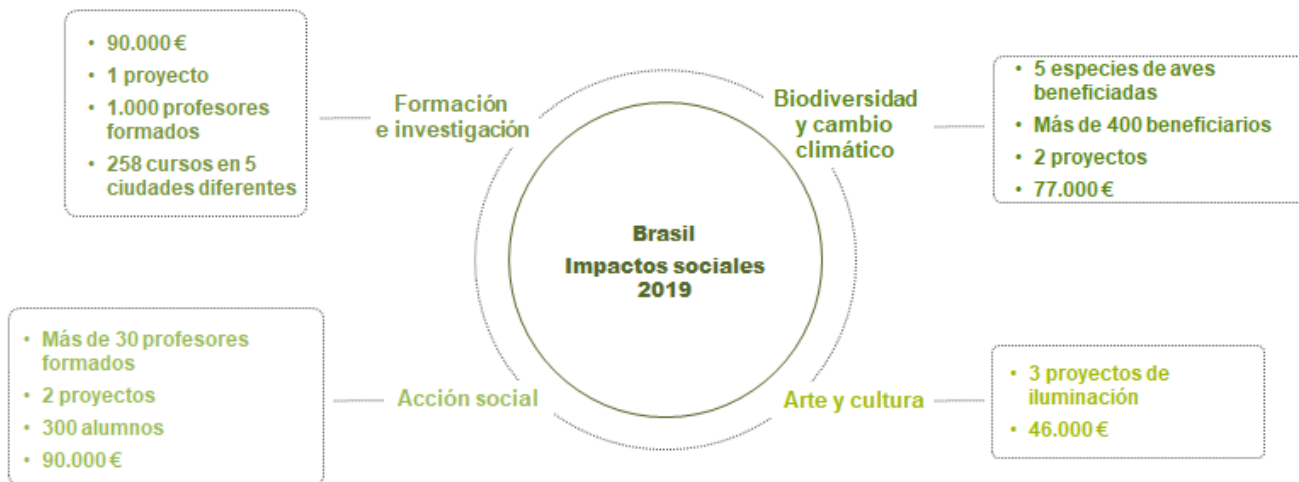 • 90.000 €
• 1 proyecto
• 1.000 profesores
formados
• 258 cursos en 5
ciudades diferentes
Formación
e investigación
Biodiversidad
y cambio
climático
• 5 especies de aves
beneficiadas
• Más de 400 beneficiarios
• 2 proyectos
• 77.000 €
Brasil
Impactos sociales
2019
• Más de 30 profesores
formados
• 2 proyectos
• 300 alumnos
• 90.000 €
Acción social
Arte y cultura
• 3 proyectos de
iluminación
• 46.000 €